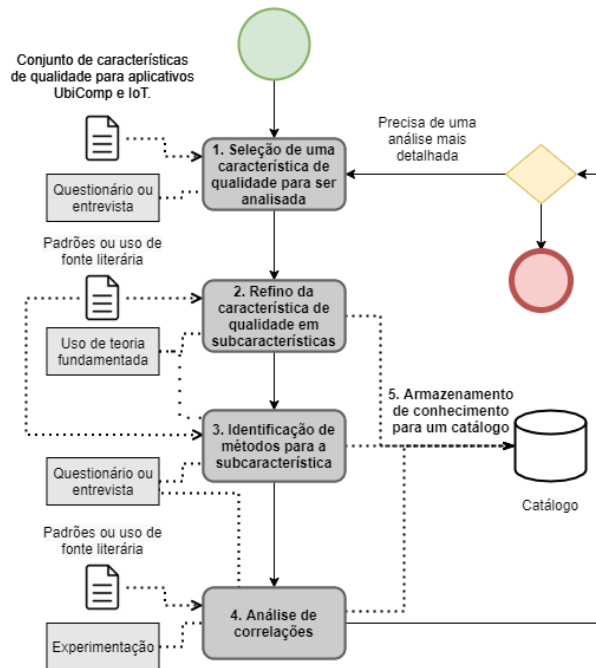 Conjunto de características
de qualidade para aplicativos
UbiComp e IoT.
Questionário ou
entrevista
1. Seleção de uma
característica de
qualidade para ser
analisada
Precisa de uma
análise mais
detalhada
Padrões ou uso de
fonte literária
Uso de teoria
fundamentada
2. Refino da
característica de
qualidade em
subcaracterísticas
3. Identificação de
métodos para a
subcaracterística
5. Armazenamento
de conhecimento
para um catálogo
Catálogo
Questionário ou
entrevista
Padrões ou uso de
fonte literária
Experimentação
4. Análise de
correlações